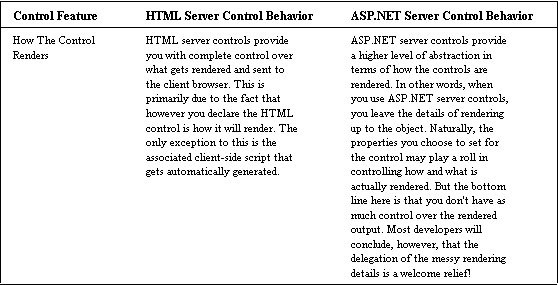 Control Feature HTML Server Control Behavior ASP.NET Server Control Behavior
How The Control
Renders
HTML server controls provide
you with complete control over
what gets rendered and sent to
the client browser. This is
primarily due to the fact that
however you declare the HTML
control is how it will render. The
only exception to this is the
associated client-side script that
gets automatically generated.
ASP.NET server controls provide
a higher level of abstraction in
terms of how the controls are
rendered. In other words, when
you use ASP.NET server controls,
you leave the details of rendering
up to the object. Naturally, the
properties you choose to set for
the control may play a roll in
controlling how and what is
actually rendered. But the bottom
line here is that you don't have as
much control over the rendered
output. Most developers will
conclude, however, that the
delegation of the messy rendering
details is a welcome relief!